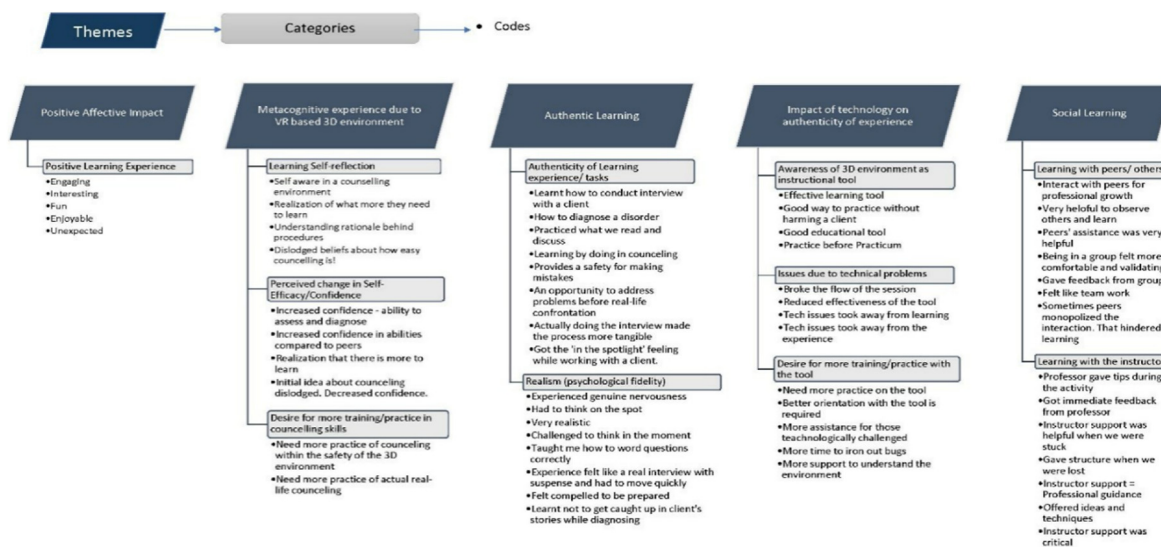 Themes
Categories
• Codes
Positive Affective Impact
Positive Learning Experience
•Engaging
•Interesting
•Fun
•Enjoyable
•Unexpected
Metacognitive experience due to
VR based 3D environment
Learning Self-reflection
•Self aware in a counselling
environment
•Realization of what more they need
to learn
•Understanding rationale behind
procedures
•Dislodged beliefs about how easy
councelling is!
Perceived change in Self-
Efficacy/Confidence
•Increased confidence - ability to
assess and diagnose
•Increased confidence in abilities
compared to peers
•Realization that there is more to
learn
•Initial idea about counseling
dislodged. Decreased confidence.
Desire for more training/practice in
councelling skills
•Need more practice of counseling
within the safety of the 3D
environment
•Need more practice of actual real-
life counceling
Authentic Learning
Authenticity of Learning
experience/ tasks
•Learnt how to conduct interview
with a client
•How to diagnose a disorder
•Practiced what we read and
discuss
•Learning by doing in counceling
•Provides a safety for making
mistakes
•An opportunity to address
problems before real-life
confrontation
•Actually doing the interview made
the process more tangible
•Got the 'in the spotlight' feeling
while working with a client.
Realism (psychological fidelity)
•Experienced genuine nervousness
•Had to think on the spot
•Very realistic
•Challenged to think in the moment
•Taught me how to word questions
correctly
•Experience felt like a real interview with
suspense and had to move quickly
•Felt compelled to be prepared
•Learnt not to get caught up in client's
stories while diagnosing
Impact of technology on
authenticity of experience
Awareness of 3D environment as
instructional tool
•Effective learning tool
•Good way to practice without
harming a client
•Good educational tool
•Practice before Practicum
Issues due to technical problems
•Broke the flow of the session
•Reduced effectiveness of the tool
•Tech issues took away from learning
•Tech issues took away from the
experience
Desire for more training/practice with
the tool
•Need more practice on the tool
•Better orientation with the tool is
required
•More assistance for those
teachnologically challenged
•More time to iron out bugs
•More support to understand the
environment
Social Learning
Learning with peers/ others
•Interact with peers for
professional growth
•Very heloful to observe
others and learn
•Peers' assistance was very
helpful
•Being in a group felt more
comfortable and validating
•Gave feedback from group
•Felt like team work
•Sometimes peers
monopolized the
interaction. That hindered
learning
Learning with the instructo
•Professor gave tips during
the activity
•Got immediate feedback
from professor
•Instructor support was
helpful when we were
stuck
•Gave structure when we
were lost
•Instructor support =
Professional guidance
•Offered ideas and
techniques
•Instructor support was
critical